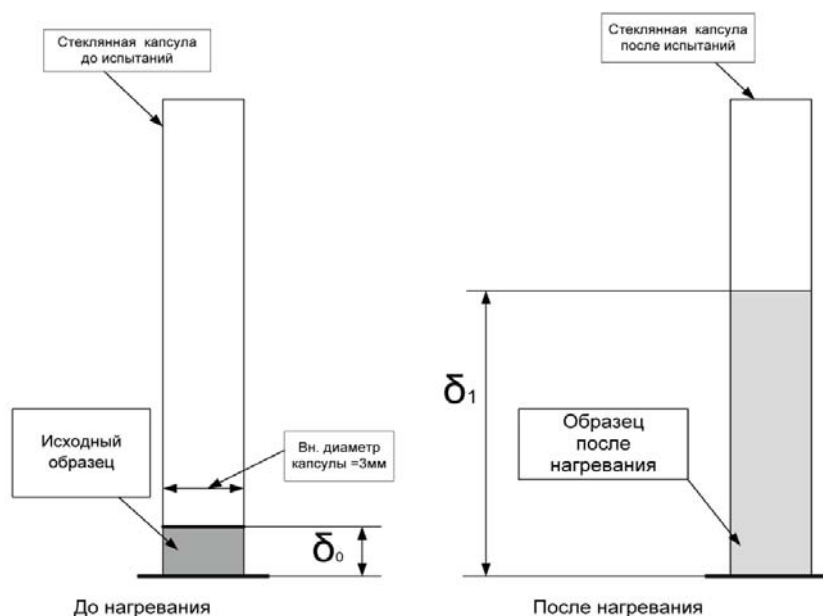 Стеклянная капсула
до испытаний
Стеклянная капсула
после испытаний
Исходный
образец
Вн. диаметр
капсулы =3мм
δ₀
δ₁
Образец
после
нагревания
До нагревания
После нагревания